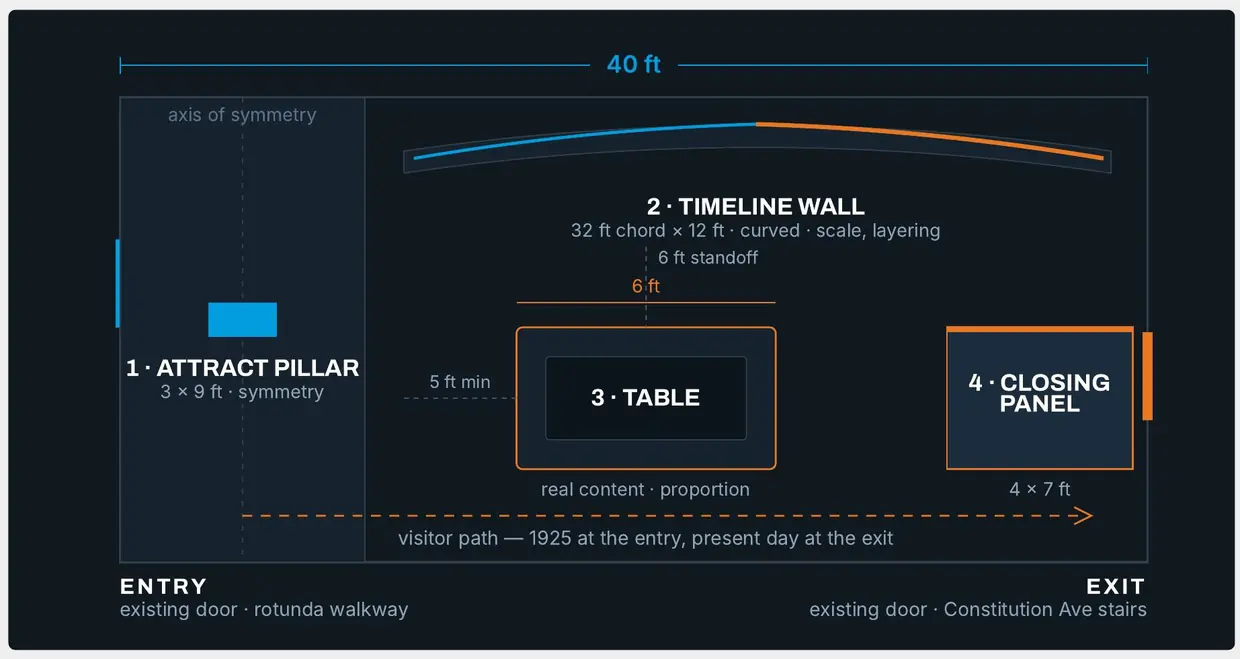 40 ft
axis of symmetry
2 · TIMELINE WALL
32 ft chord × 12 ft · curved · scale, layering
6 ft standoff
6 ft
1 · ATTRACT PILLAR
3 × 9 ft · symmetry
5 ft min
3 · TABLE
4 · CLOSING
PANEL
real content · proportion
4 × 7 ft
visitor path — 1925 at the entry, present day at the exit
ENTRY
existing door · rotunda walkway
EXIT
existing door · Constitution Ave stairs